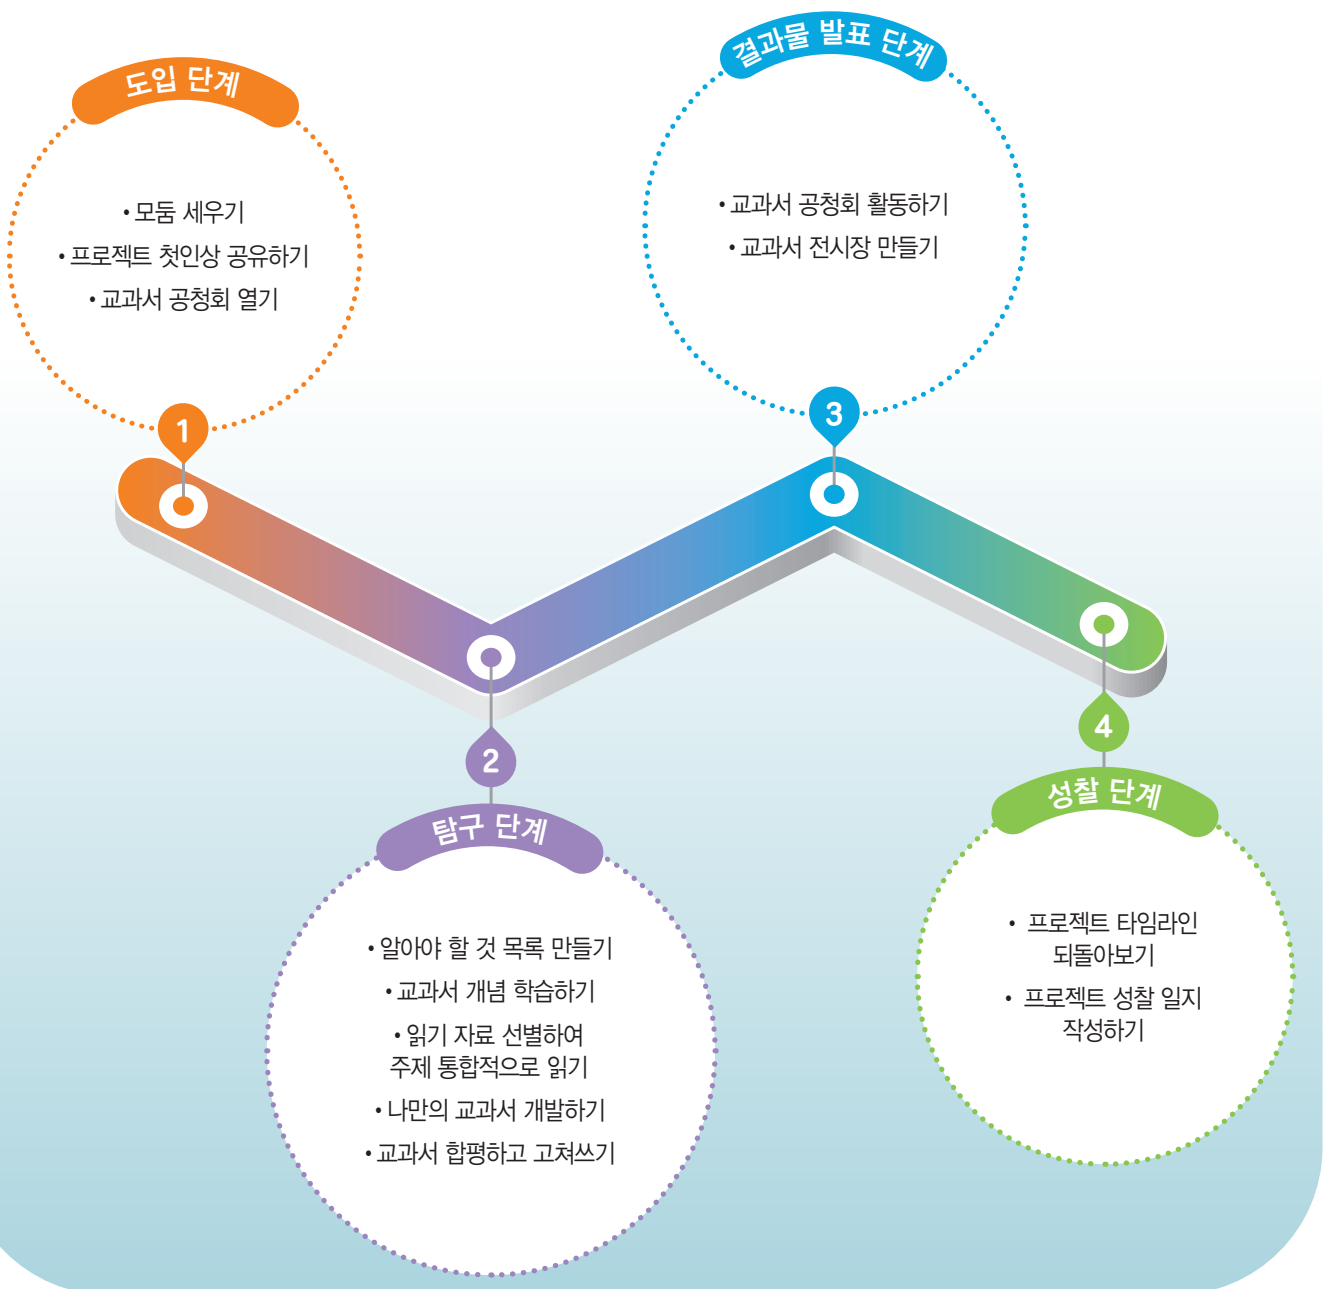 도입 단계
• 모둠 세우기
• 프로젝트 첫인상 공유하기
• 교과서 공청회 열기
1
탐구 단계
2
• 알아야 할 것 목록 만들기
• 교과서 개념 학습하기
• 읽기 자료 선별하여
주제 통합적으로 읽기
• 나만의 교과서 개발하기
• 교과서 합평하고 고쳐쓰기
결과물 발표 단계
• 교과서 공청회 활동하기
• 교과서 전시장 만들기
3
4
성찰 단계
• 프로젝트 타임라인
되돌아보기
• 프로젝트 성찰 일지
작성하기